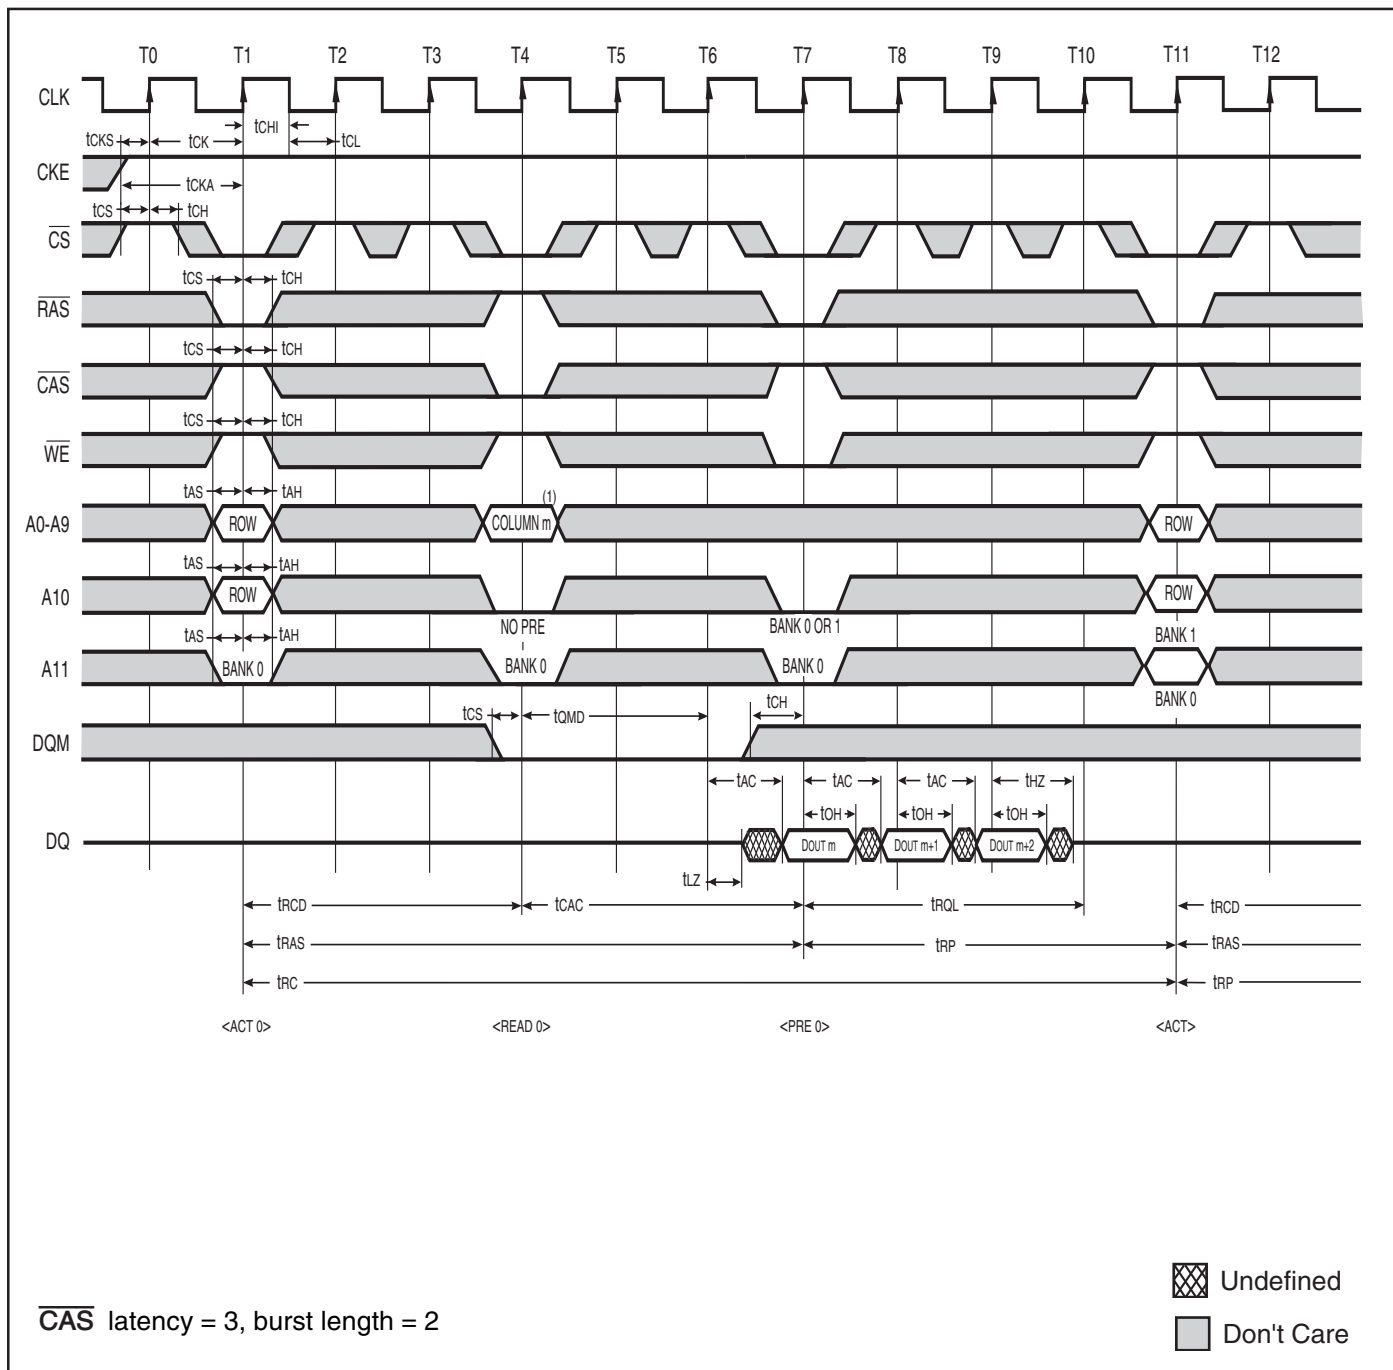 T0 T1 T2 T3 T4 T5 T6 T7 T8 T9 T10 T11 T12
CLK
tCHI
tCKS tCK tCL
CKE
tCKA
tCS tCH
CS
tCS tCH
RAS
tCS tCH
CAS
tCS tCH
WE
tAS tAH (1)
A0-A9 ROW COLUMN m ROW
tAS tAH
A10 ROW ROW
NO PRE BANK 0 OR 1 BANK 1
tAS tAH
A11 BANK 0 BANK 0 BANK 0
BANK 0
tCS tQMD tCH
DQM
tAC tAC tAC tHZ
tOH tOH tOH
DQ DOUT m DOUT m+1 DOUT m+2
tLZ
tRCD tCAC tRQL tRCD
tRAS tRP tRAS
tRC tRP
<ACT 0> <READ 0> <PRE 0> <ACT>
Undefined
CAS latency = 3, burst length = 2
Don't Care